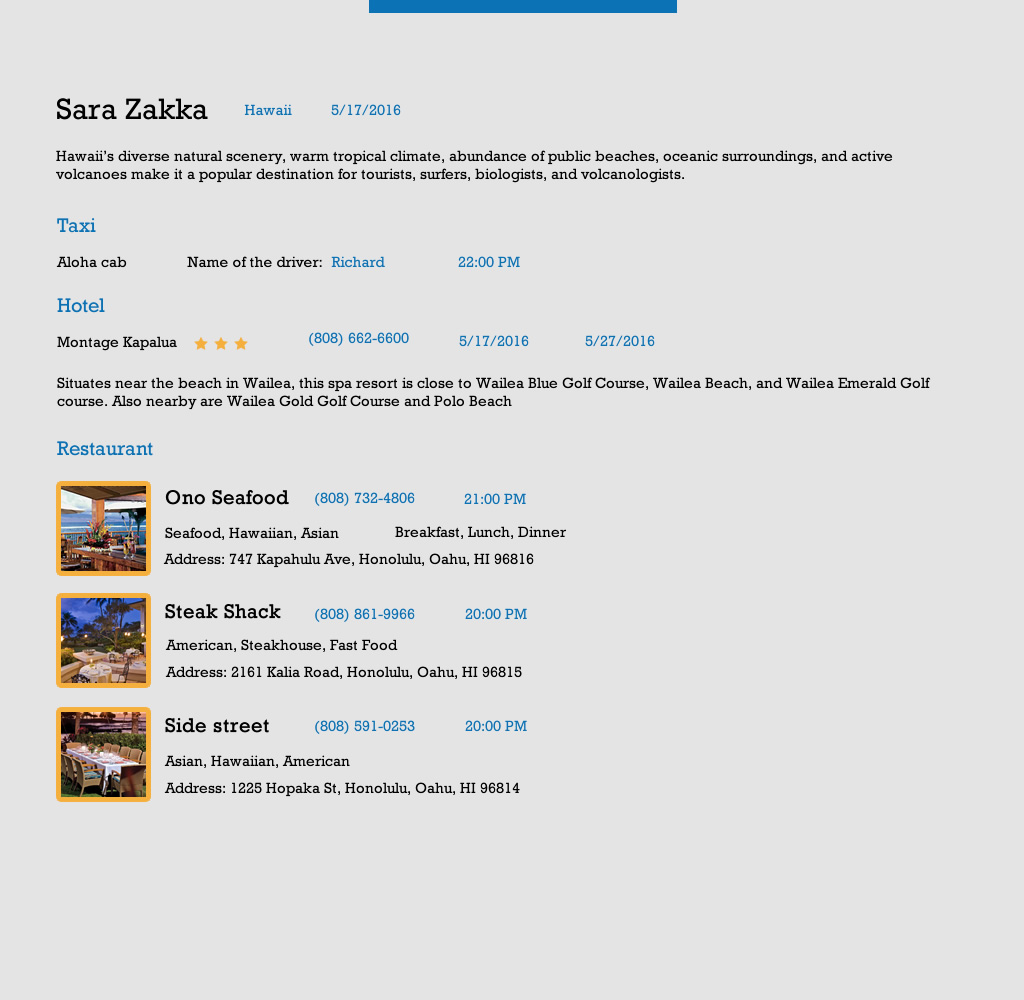 Sara Zakka Hawaii 5/17/2016
Hawaii’s diverse natural scenery, warm tropical climate, abundance of public beaches, oceanic surroundings, and active
volcanoes make it a popular destination for tourists, surfers, biologists, and volcanologists.
Taxi
Aloha cab Name of the driver: Richard 22:00 PM
Hotel
Montage Kapalua (808) 662-6600 5/17/2016 5/27/2016
Situates near the beach in Wailea, this spa resort is close to Wailea Blue Golf Course, Wailea Beach, and Wailea Emerald Golf
course. Also nearby are Wailea Gold Golf Course and Polo Beach
Restaurant
Ono Seafood (808) 732-4806 21:00 PM
Seafood, Hawaiian, Asian Breakfast, Lunch, Dinner
Address: 747 Kapahulu Ave, Honolulu, Oahu, HI 96816
Steak Shack (808) 861-9966 20:00 PM
American, Steakhouse, Fast Food
Address: 2161 Kalia Road, Honolulu, Oahu, HI 96815
Side street (808) 591-0253 20:00 PM
Asian, Hawaiian, American
Address: 1225 Hopaka St, Honolulu, Oahu, HI 96814